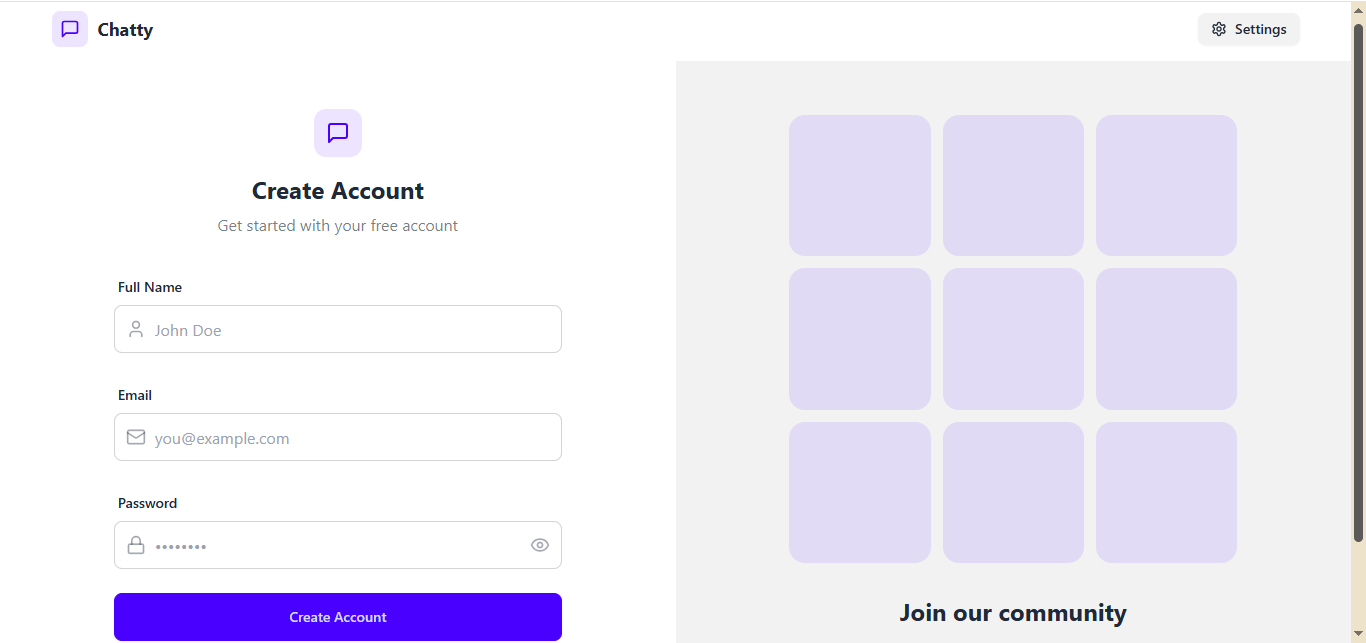 Chatty
Settings
Create Account
Get started with your free account
Full Name
John Doe
Email
you@example.com
Password
••••••••
Create Account
Join our community